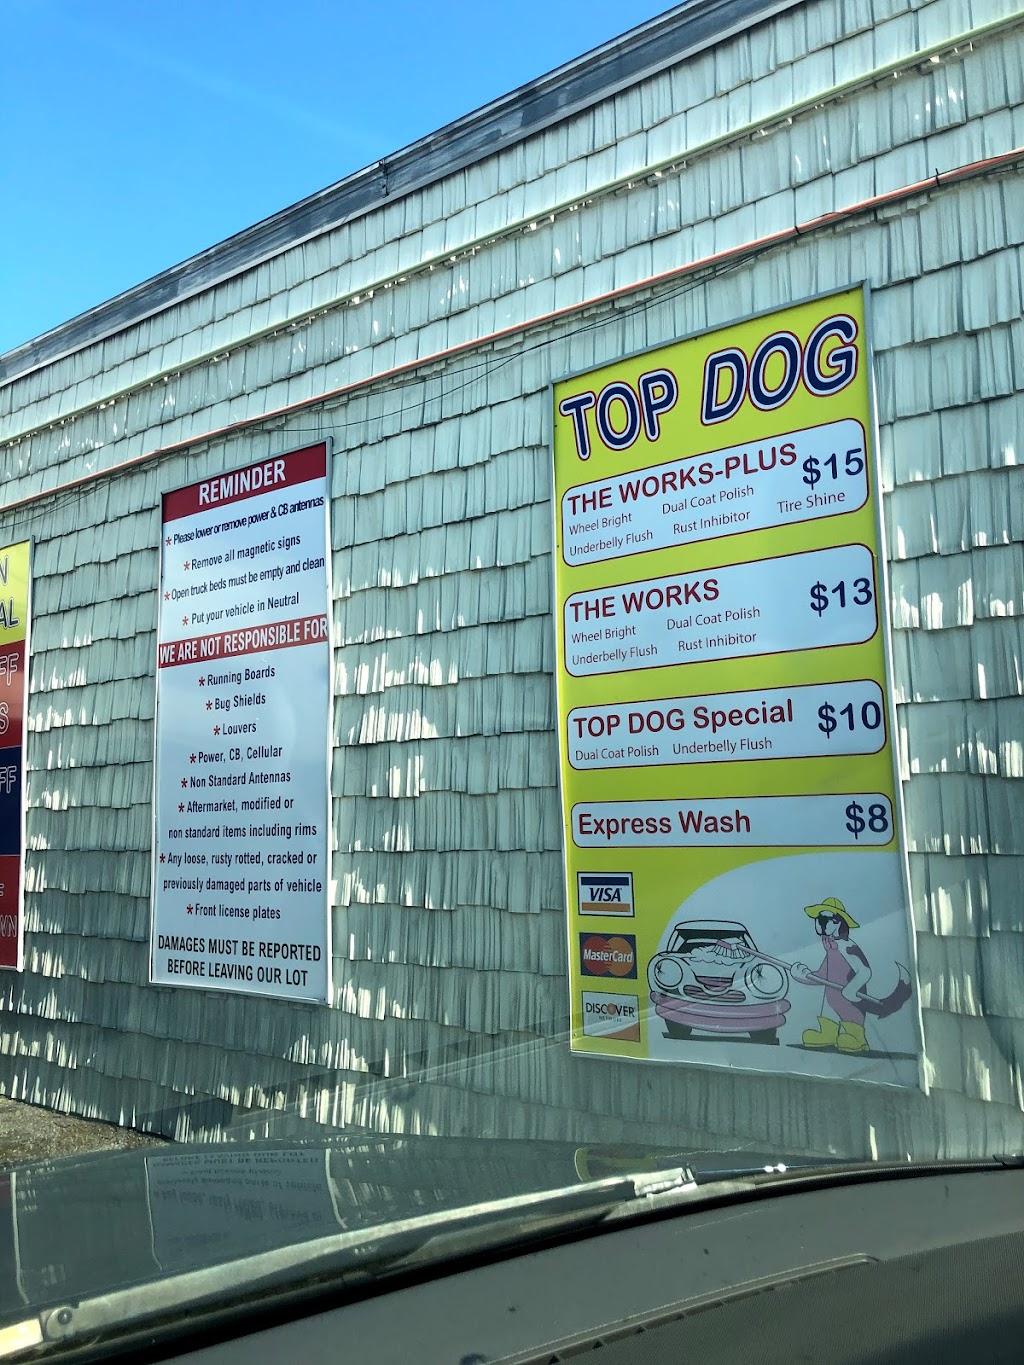 N
AL
FF
S
FF
WN
REMINDER
* Please lower or remove power & CB antennas
* Remove all magnetic signs
* Open truck beds must be empty and clean
* Put your vehicle in Neutral
WE ARE NOT RESPONSIBLE FOR
* Running Boards
* Bug Shields
* Louvers
* Power, CB, Cellular
* Non Standard Antennas
* Aftermarket, modified or
non standard items including rims
* Any loose, rusty rotted, cracked or
previously damaged parts of vehicle
* Front license plates
DAMAGES MUST BE REPORTED
BEFORE LEAVING OUR LOT
TOP DOG
THE WORKS-PLUS $15
Wheel Bright Dual Coat Polish
Underbelly Flush Rust Inhibitor Tire Shine
THE WORKS $13
Wheel Bright Dual Coat Polish
Underbelly Flush Rust Inhibitor
TOP DOG Special $10
Dual Coat Polish Underbelly Flush
Express Wash $8
VISA
MasterCard
DISCOVER
NETWORK